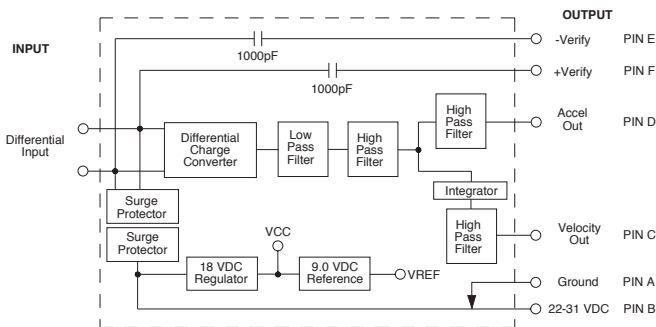 OUTPUT
INPUT
-Verify PIN E
1000pF
+Verify PIN F
1000pF
High
Pass
Filter
Accel
Out
PIN D
Differential
Input
Differential
Charge
Converter
Low
Pass
Filter
High
Pass
Filter
Integrator
Surge
Protector
High
Pass
Filter
Velocity
Out
PIN C
Surge
Protector
VCC
18 VDC
Regulator
9.0 VDC
Reference
VREF
Ground PIN A
22-31 VDC PIN B